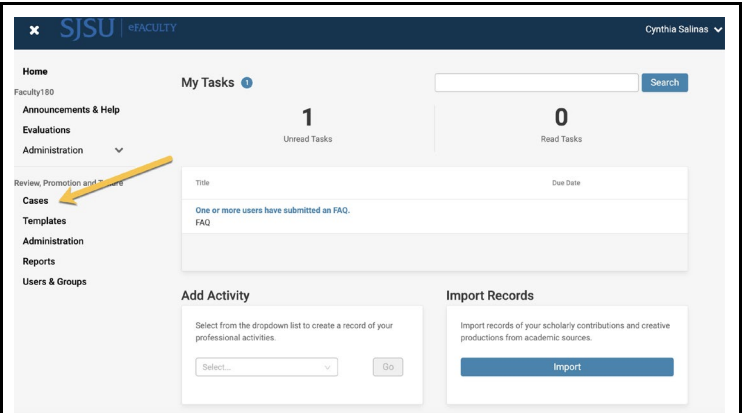 SJSU | eFACULTY
Cynthia Salinas
Home
Faculty180
Announcements & Help
Evaluations
Administration
Review, Promotion and Tenure
Cases
Templates
Administration
Reports
Users & Groups
My Tasks 1
Search
1
Unread Tasks
0
Read Tasks
Title Due Date
One or more users have submitted an FAQ.
FAQ
Add Activity
Select from the dropdown list to create a record of your
professional activities.
Select... Go
Import Records
Import records of your scholarly contributions and creative
productions from academic sources.
Import